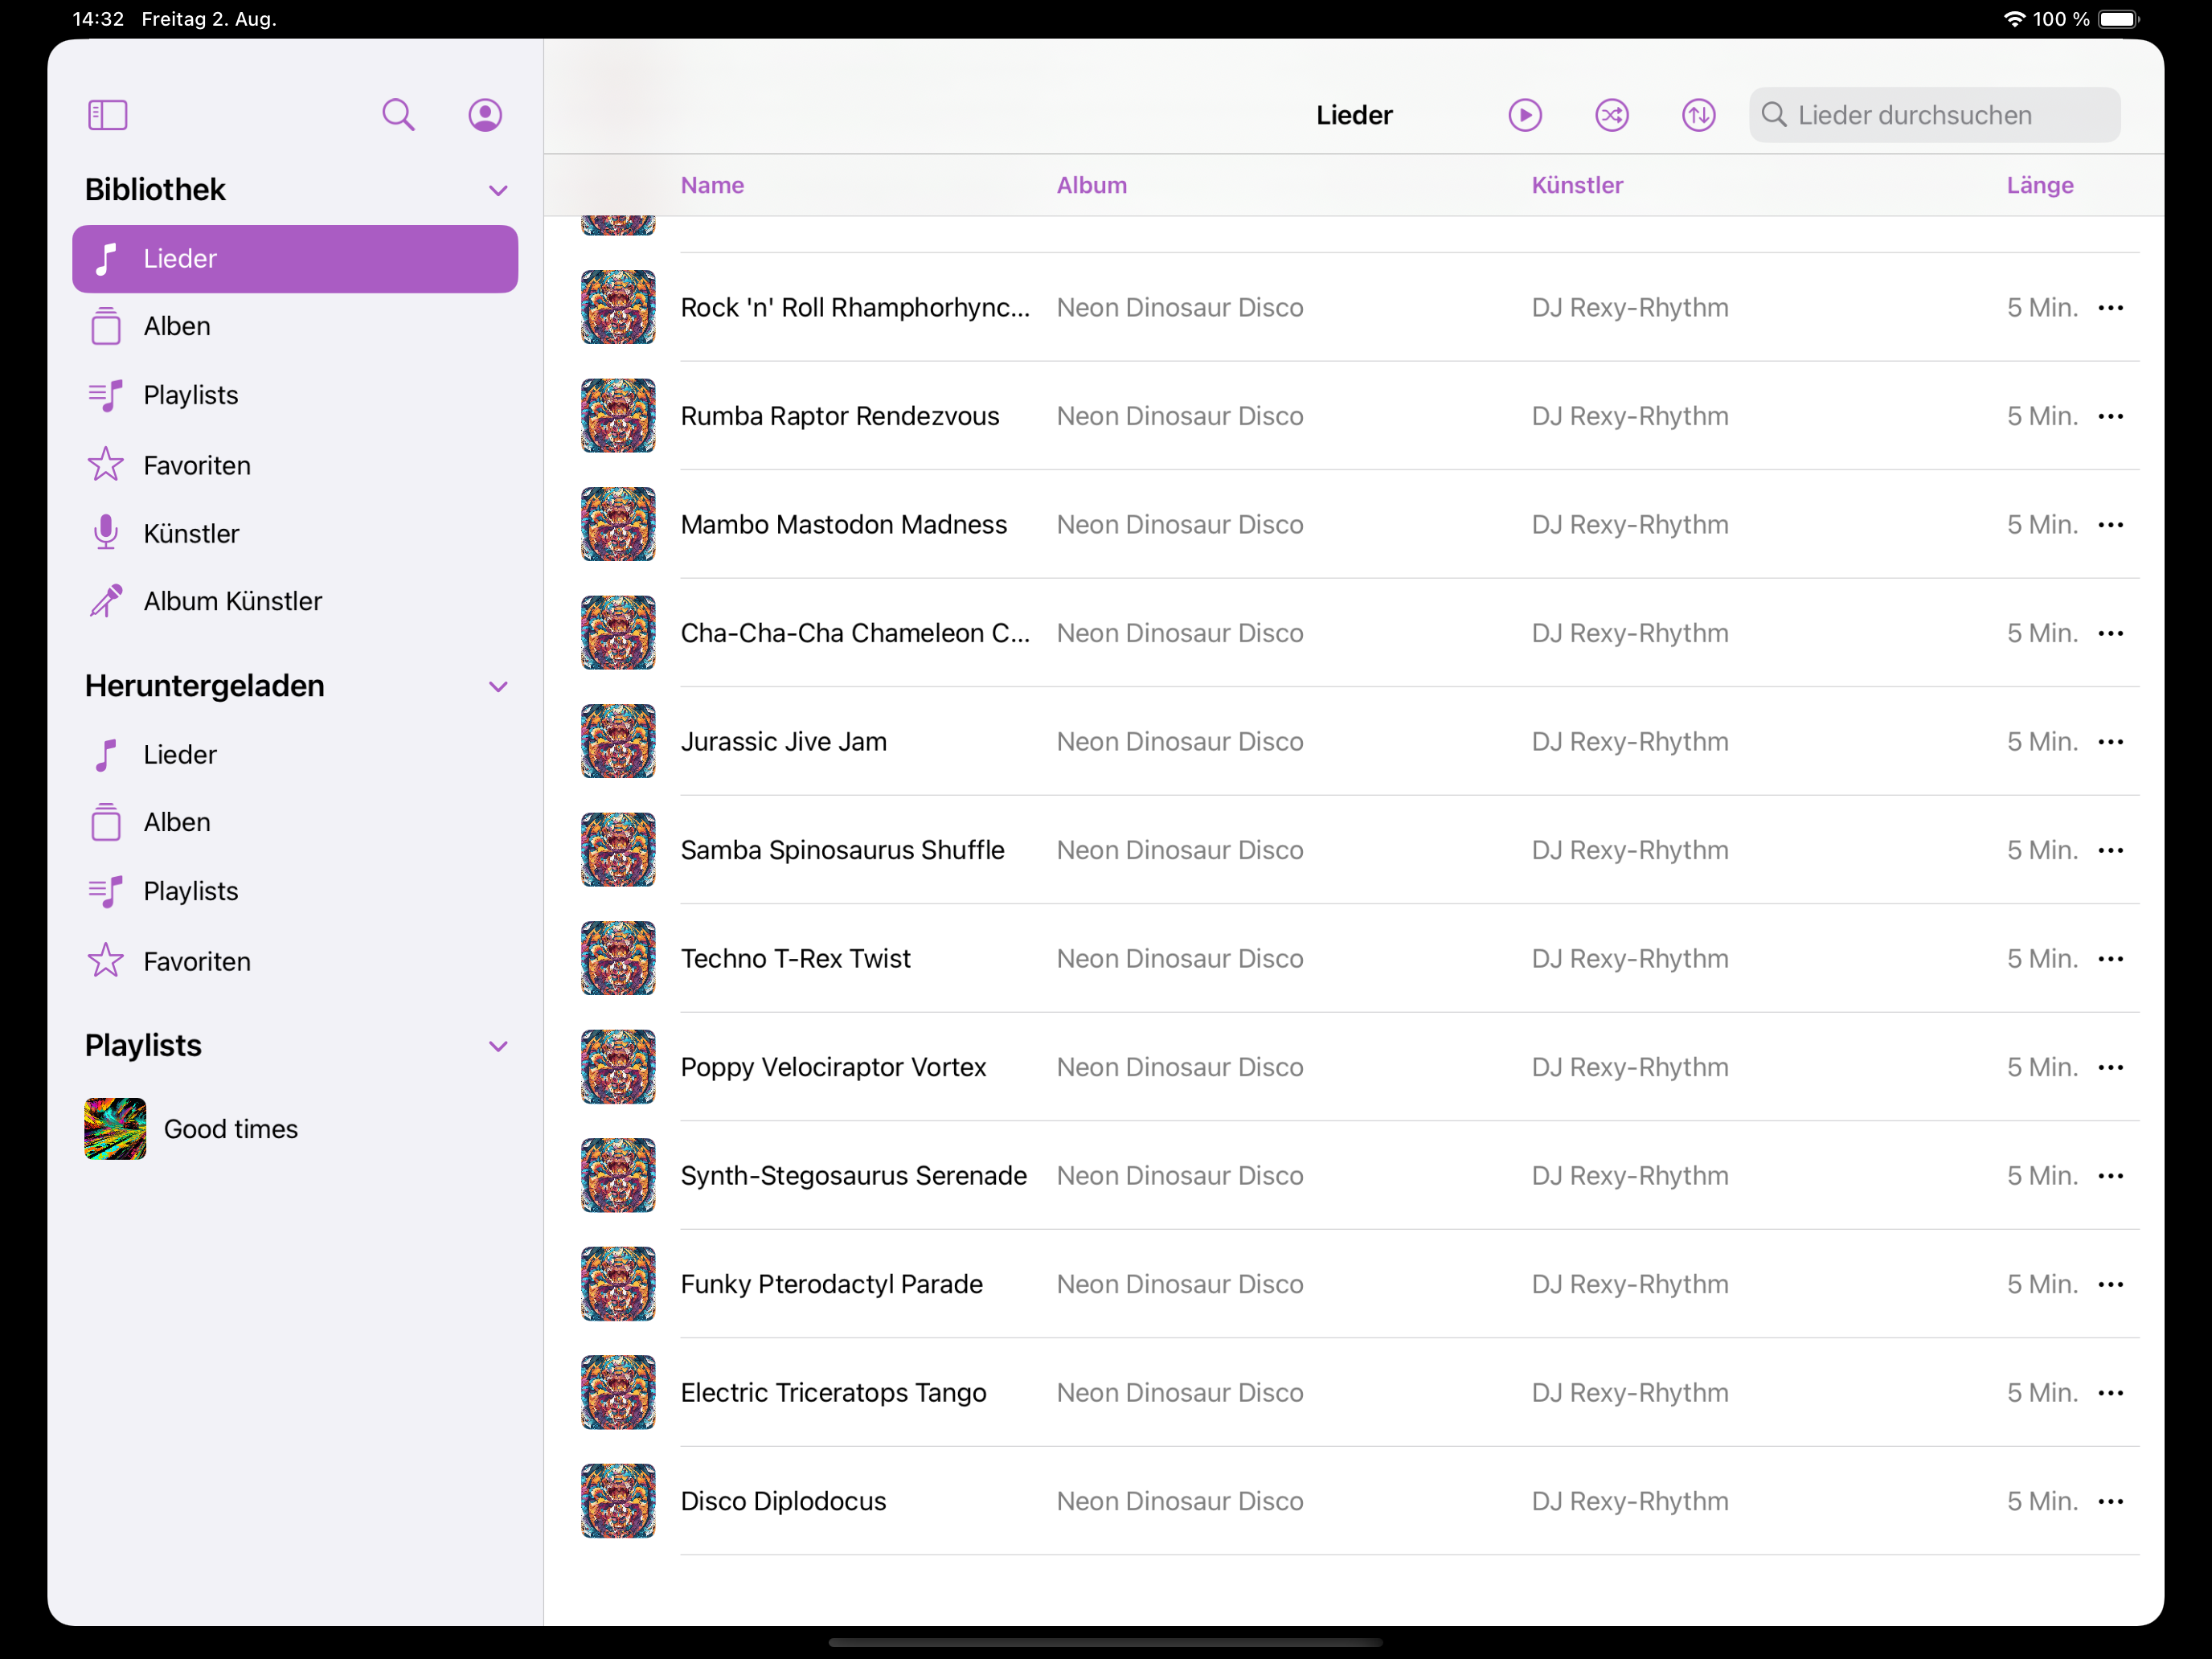 14:32 Freitag 2. Aug.
100 %
Bibliothek
Lieder
Alben
Playlists
Favoriten
Künstler
Album Künstler
Heruntergeladen
Lieder
Alben
Playlists
Favoriten
Playlists
Good times
Lieder
Lieder durchsuchen
Name Album Künstler Länge
Rock 'n' Roll Rhamphorhync... Neon Dinosaur Disco DJ Rexy-Rhythm 5 Min.
Rumba Raptor Rendezvous Neon Dinosaur Disco DJ Rexy-Rhythm 5 Min.
Mambo Mastodon Madness Neon Dinosaur Disco DJ Rexy-Rhythm 5 Min.
Cha-Cha-Cha Chameleon C... Neon Dinosaur Disco DJ Rexy-Rhythm 5 Min.
Jurassic Jive Jam Neon Dinosaur Disco DJ Rexy-Rhythm 5 Min.
Samba Spinosaurus Shuffle Neon Dinosaur Disco DJ Rexy-Rhythm 5 Min.
Techno T-Rex Twist Neon Dinosaur Disco DJ Rexy-Rhythm 5 Min.
Poppy Velociraptor Vortex Neon Dinosaur Disco DJ Rexy-Rhythm 5 Min.
Synth-Stegosaurus Serenade Neon Dinosaur Disco DJ Rexy-Rhythm 5 Min.
Funky Pterodactyl Parade Neon Dinosaur Disco DJ Rexy-Rhythm 5 Min.
Electric Triceratops Tango Neon Dinosaur Disco DJ Rexy-Rhythm 5 Min.
Disco Diplodocus Neon Dinosaur Disco DJ Rexy-Rhythm 5 Min.